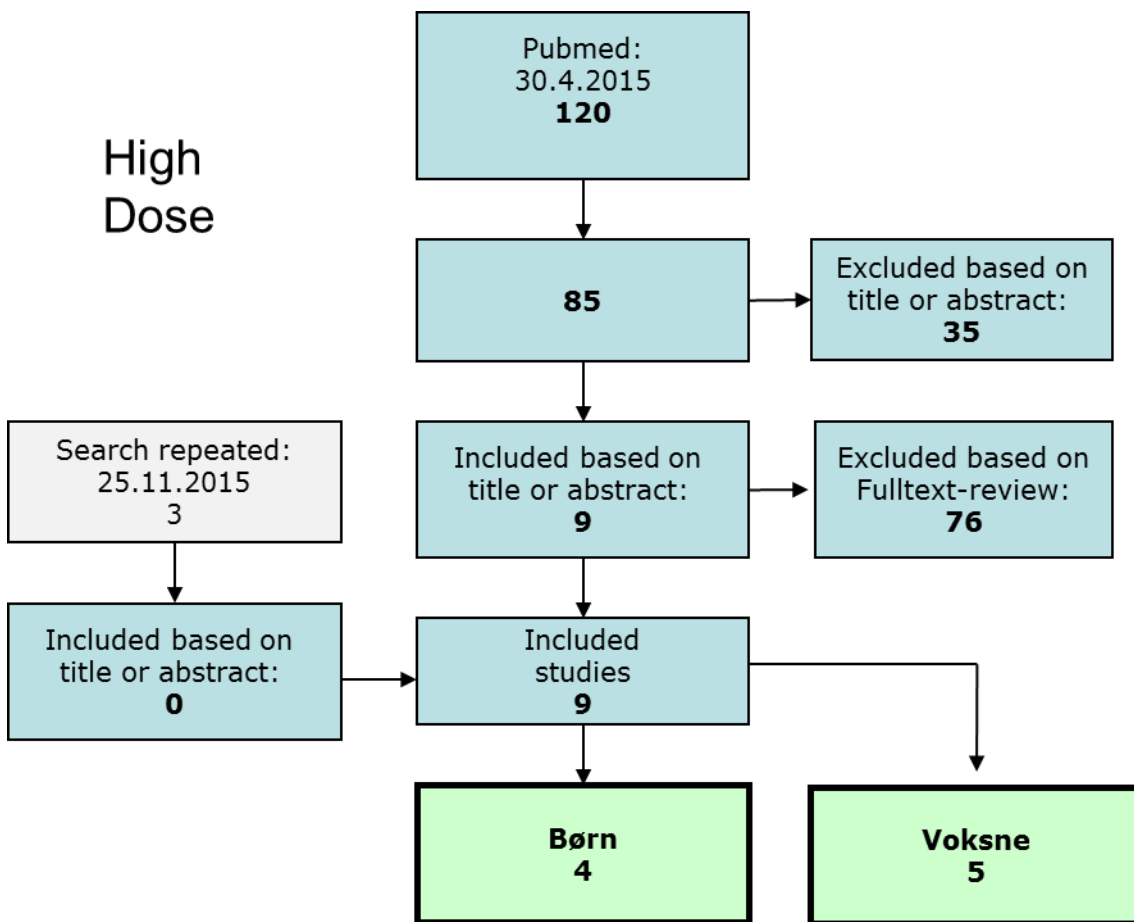 High
Dose
Pubmed:
30.4.2015
120
85
Excluded based on
title or abstract:
35
Search repeated:
25.11.2015
3
Included based on
title or abstract:
9
Excluded based on
Fulltext-review:
76
Included based on
title or abstract:
0
Included
studies
9
Børn
4
Voksne
5